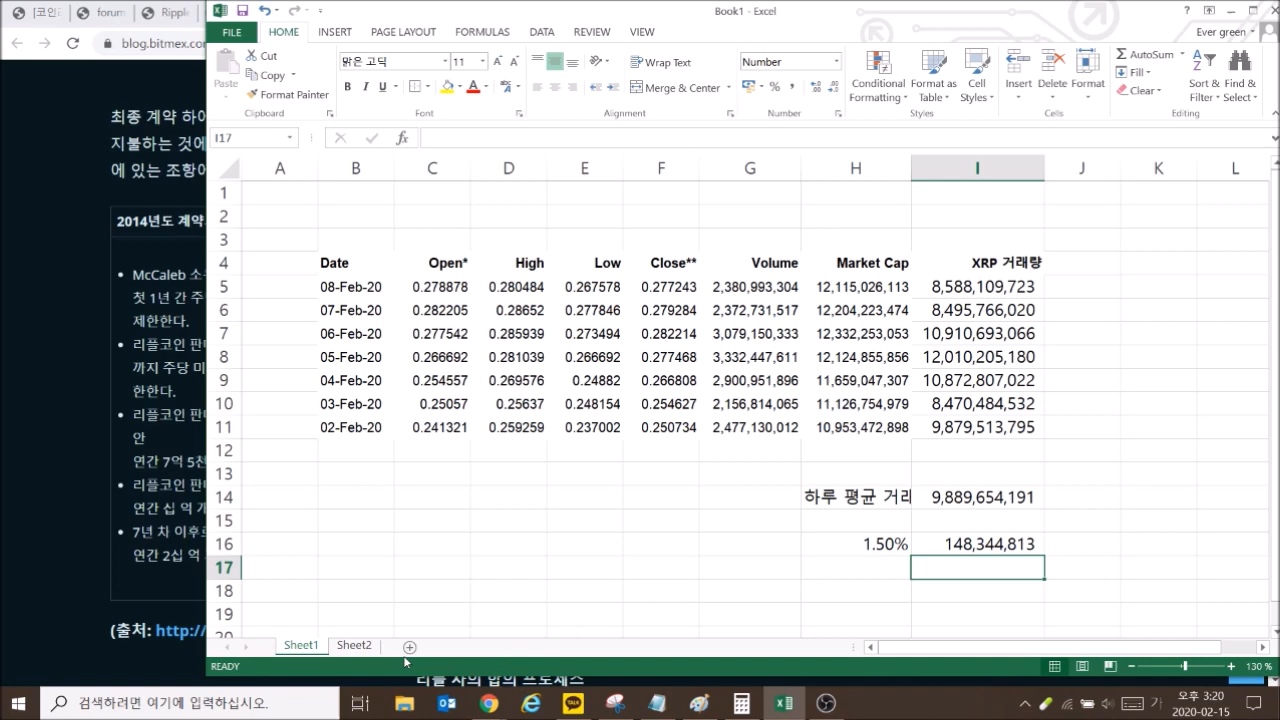 [코인
forum
Ripple
Book1 - Excel
?
blog.bitmex.co
FILE HOME INSERT PAGE LAYOUT FORMULAS DATA REVIEW VIEW
Ever green
Cut
Copy
Format Painter
Paste
맑은 고딕 11
B I U
Wrap Text
Merge & Center
Number
Conditional Formatting
Format as Table
Cell Styles
Insert Delete Format
AutoSum
Fill
Clear
Sort & Filter
Find & Select
Clipboard Font Alignment Number Styles Cells Editing
I17 fx
A B C D E F G H I J K L
1
2
3
4 Date Open* High Low Close** Volume Market Cap XRP 거래량
5 08-Feb-20 0.278878 0.280484 0.267578 0.277243 2,380,993,304 12,115,026,113 8,588,109,723
6 07-Feb-20 0.282205 0.28652 0.277846 0.279284 2,372,731,517 12,204,223,474 8,495,766,020
7 06-Feb-20 0.277542 0.285939 0.273494 0.282214 3,079,150,333 12,332,253,053 10,910,693,066
8 05-Feb-20 0.266692 0.281039 0.266692 0.277468 3,332,447,611 12,124,855,856 12,010,205,180
9 04-Feb-20 0.254557 0.269576 0.24882 0.266808 2,900,951,896 11,659,047,307 10,872,807,022
10 03-Feb-20 0.25057 0.25637 0.248154 0.254627 2,156,814,065 11,126,754,979 8,470,484,532
11 02-Feb-20 0.241321 0.259259 0.237002 0.250734 2,477,130,012 10,953,472,898 9,879,513,795
12
13
14 하루 평균 거래 9,889,654,191
15
16 1.50% 148,344,813
17
18
19
20
Sheet1 Sheet2
READY
130 %
최종 계약 하에
지불하는 것에
에 있는 조항에
2014년도 계약
McCaleb 소
첫 1년 간 주
제한한다.
리플코인 판매
까지 주당 미
한한다.
리플코인 판매
안
연간 7억 5천
리플코인 판매
연간 십 억 개
7년 차 이후로
연간 2십 억
(출처: http://
리플 사의 합의 프로세스
검색하려면 여기에 입력하십시오.
TALK
가
오후 3:20
2020-02-15